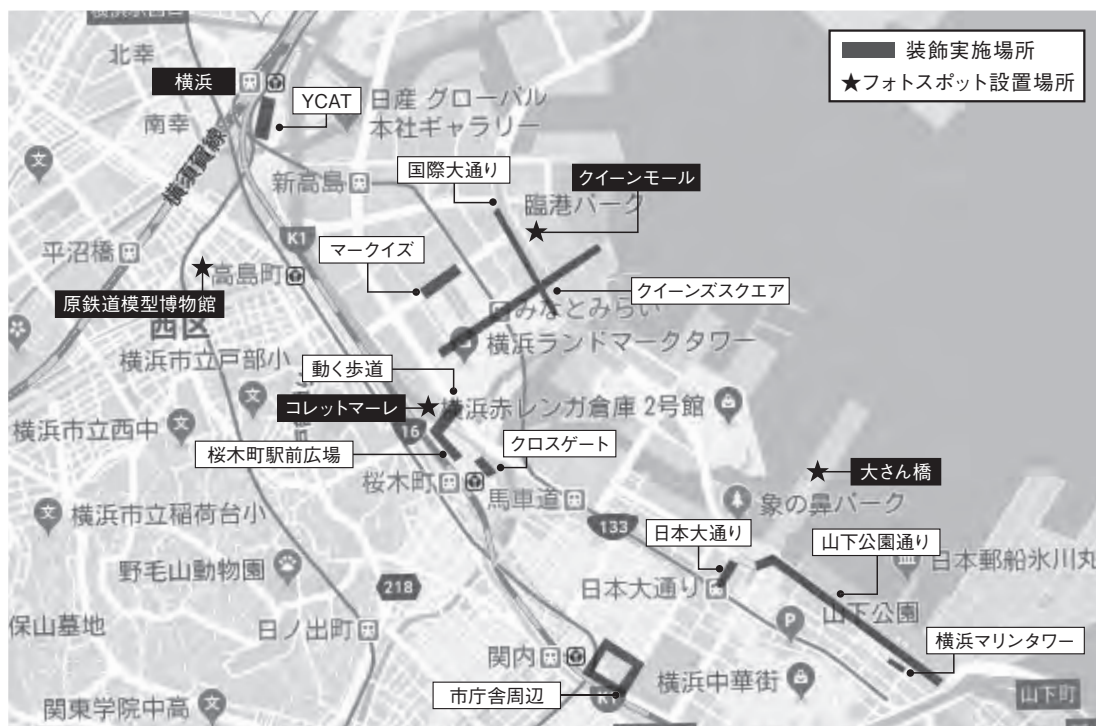 北幸
横浜
YCAT
南幸
日産 グローバル
本社ギャラリー
装飾実施場所
★フォトスポット設置場所
横須賀線
新高島
国際大通り
クイーンモール
臨港パーク
K1
平沼橋
高島町
マークイズ
原鉄道模型博物館
クイーンズスクエア
みなとみらい
西区
横浜市立戸部小
横浜ランドマークタワー
動く歩道
コレットマーレ
横浜赤レンガ倉庫 2号館
16
横浜市立西中
桜木町駅前広場
クロスゲート
桜木町
馬車道
大さん橋
象の鼻パーク
横浜市立稲荷台小
133
日本大通り
山下公園通り
日本郵船氷川丸
野毛山動物園
218
日本大通り
山下公園
保山墓地
日ノ出町
横浜マリンタワー
関内
横浜中華街
市庁舎周辺
K1
山下町
関東学院中高